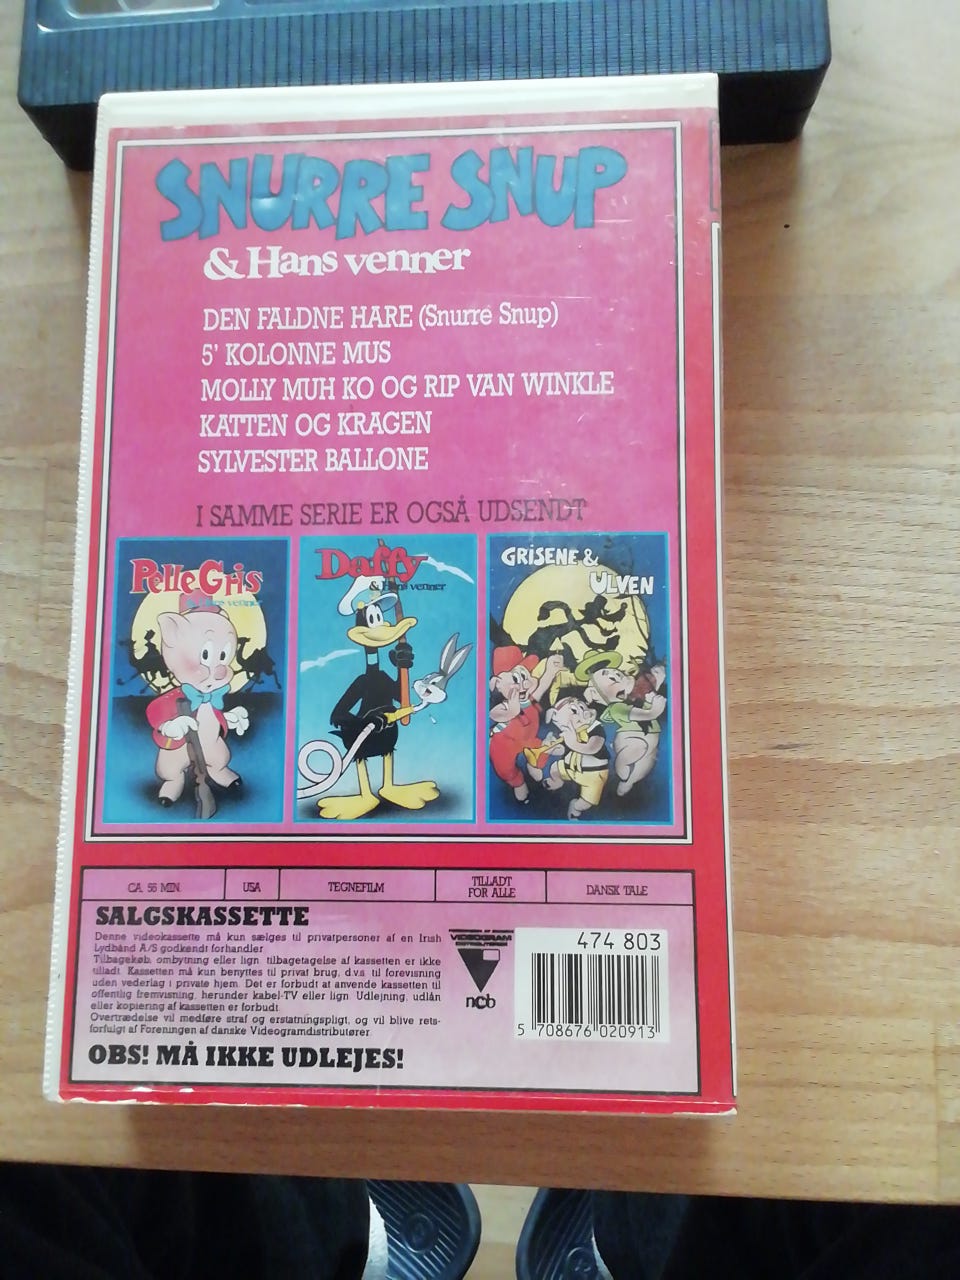 SNURRE SNUP
& Hans venner
DEN FALDNE HARE (Snurre Snup)
5' KOLONNE MUS
MOLLY MUH KO OG RIP VAN WINKLE
KATTEN OG KRAGEN
SYLVESTER BALLONE
I SAMME SERIE ER OGSÅ UDSENDT
Pelle Gris
& Hans venner
Daffy
& Hans venner
GRISENE &
ULVEN
CA. 55 MIN.
USA
TEGNEFILM
TILLADT
FOR ALLE
DANSK TALE
SALGSKASSETTE
Denne videokassette må kun sælges til privatpersoner af en Irish
Lydbånd A/S godkendt forhandler.
Tilbagekøb, ombytning eller lign. tilbagetagelse af kassetten er ikke
tilladt. Kassetten må kun benyttes til privat brug, d.v.s. til forevisning
uden vederlag i private hjem. Det er forbudt at anvende kassetten til
offentlig fremvisning, herunder kabel-TV eller lign. Udlejning, udlån
eller kopiering af kassetten er forbudt.
Overtrædelse vil medføre straf og erstatningspligt, og vil blive rets-
forfulgt af Foreningen af danske Videogramdistributører.
OBS! MÅ IKKE UDLEJES!
VIDEOGRAM
ncb
474 803
5 708676 020913